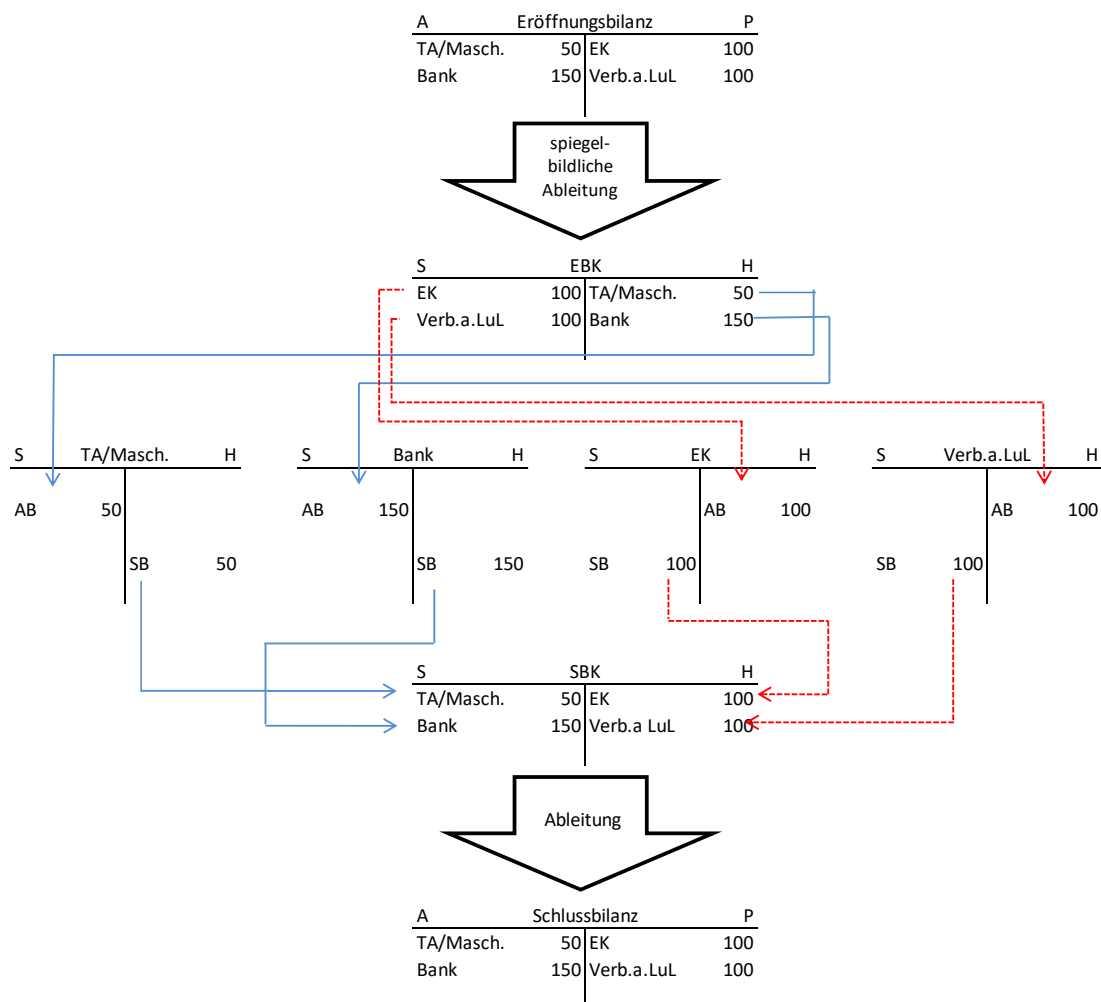 A Eröffnungsbilanz P
TA/Masch. 50 EK 100
Bank 150 Verb.a.LuL 100
spiegel-
bildliche
Ableitung
S EBK H
EK 100 TA/Masch. 50
Verb.a.LuL 100 Bank 150
S TA/Masch. H S Bank H S EK H S Verb.a.LuL H
AB 50 AB 150 AB 100 AB 100
SB 50 SB 150 SB 100 SB 100
S SBK H
TA/Masch. 50 EK 100
Bank 150 Verb.a LuL 100
Ableitung
A Schlussbilanz P
TA/Masch. 50 EK 100
Bank 150 Verb.a.LuL 100